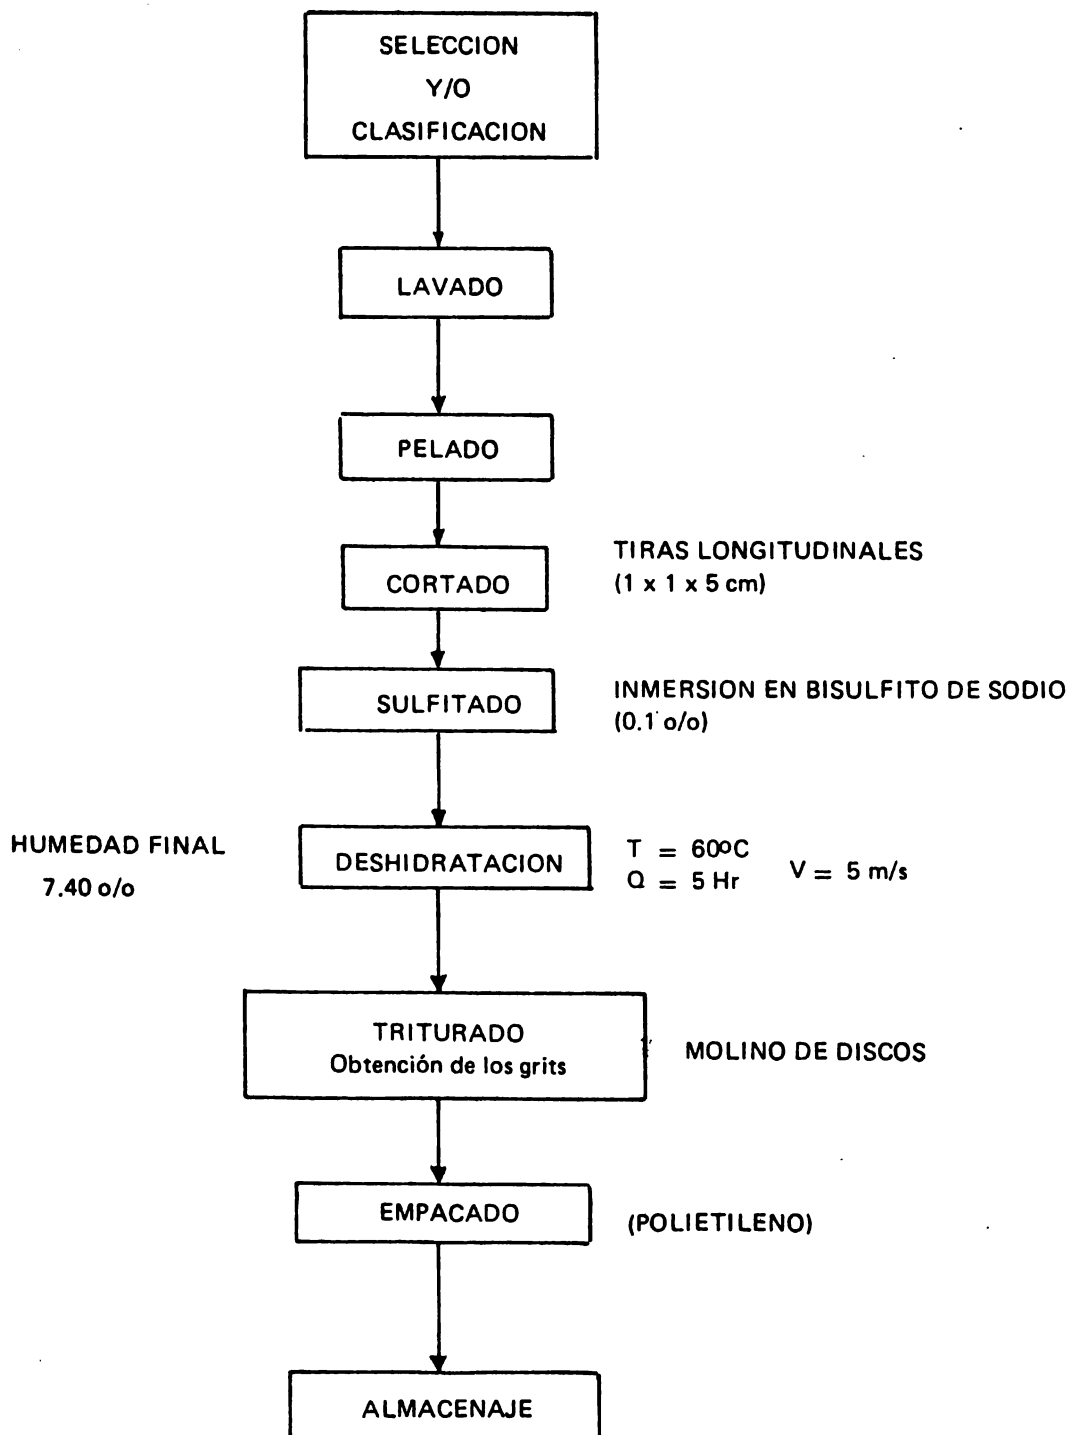 SELECCION
Y/O
CLASIFICACION
LAVADO
PELADO
CORTADO
TIRAS LONGITUDINALES
(1 x 1 x 5 cm)
SULFITADO
INMERSION EN BISULFITO DE SODIO
(0.1 o/o)
HUMEDAD FINAL
7.40 o/o
DESHIDRATACION
T = 60ºC
Q = 5 Hr
V = 5 m/s
TRITURADO
Obtención de los grits
MOLINO DE DISCOS
EMPACADO
(POLIETILENO)
ALMACENAJE